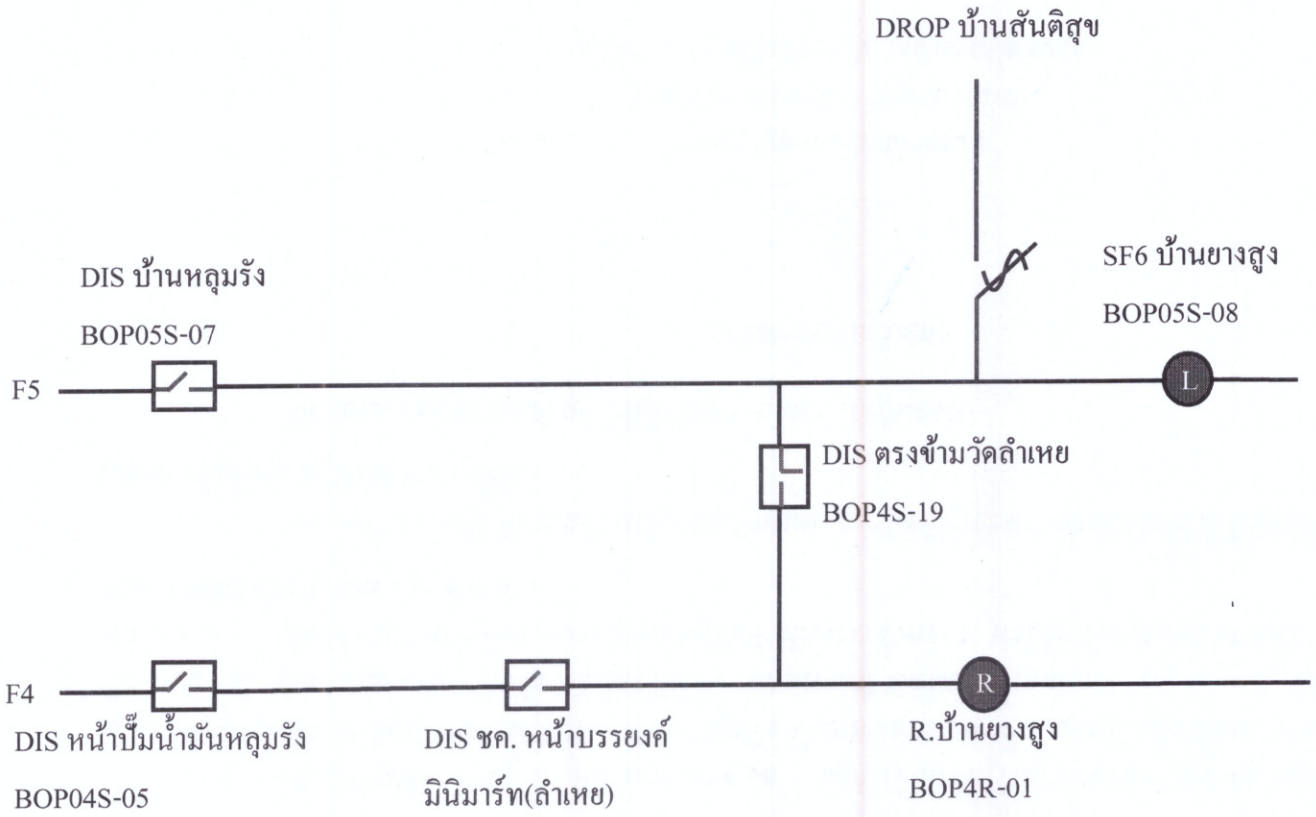 DROP บ้านสันติสุข
DIS บ้านหลุมรัง
BOP05S-07
SF6 บ้านยางสูง
BOP05S-08
F5
L
DIS ตรงข้ามวัดลำเหย
BOP4S-19
F4
R
DIS หน้าปั๊มน้ำมันหลุมรัง
BOP04S-05
DIS ชค. หน้าบรรยงค์
มินิมาร์ท(ลำเหย)
R.บ้านยางสูง
BOP4R-01